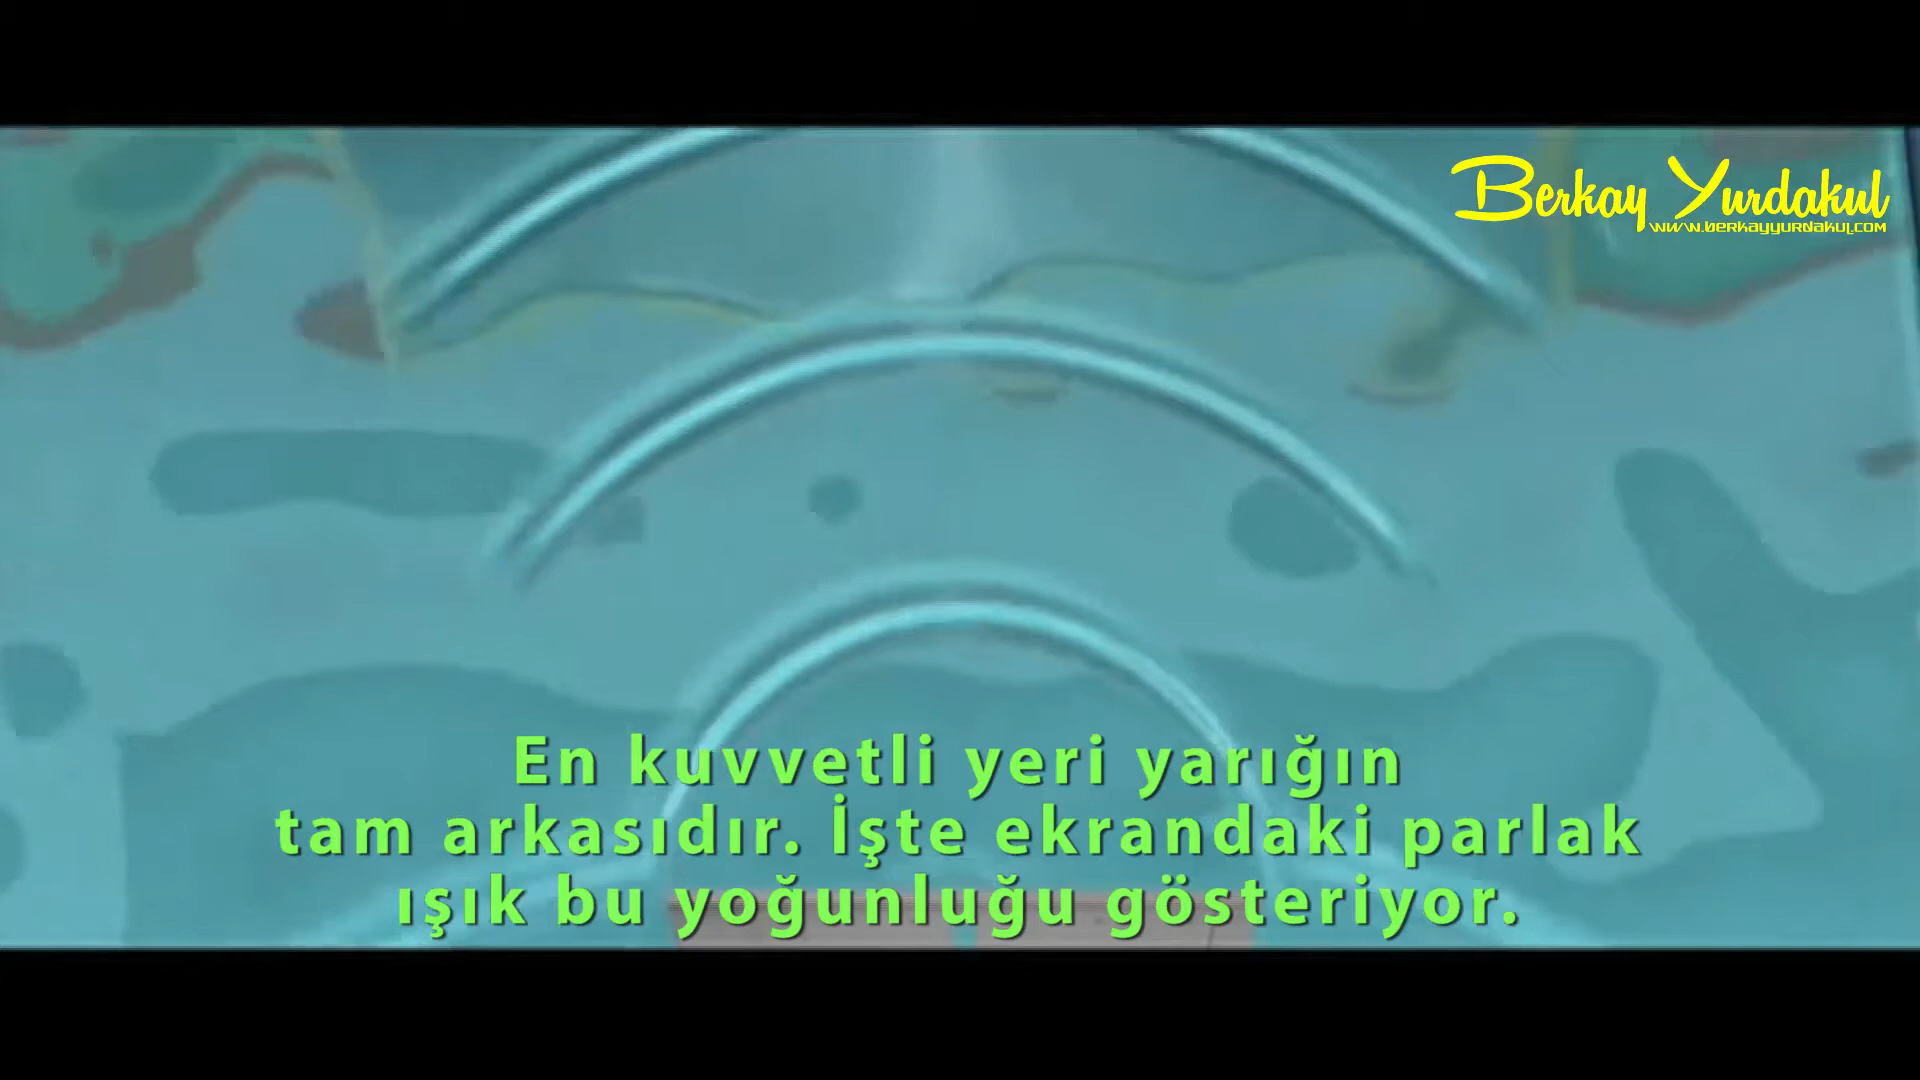 Berkay Yurdakul
www.berkayyurdakul.com
En kuvvetli yeri yarığın
tam arkasıdır. İşte ekrandaki parlak
ışık bu yoğunluğu gösteriyor.